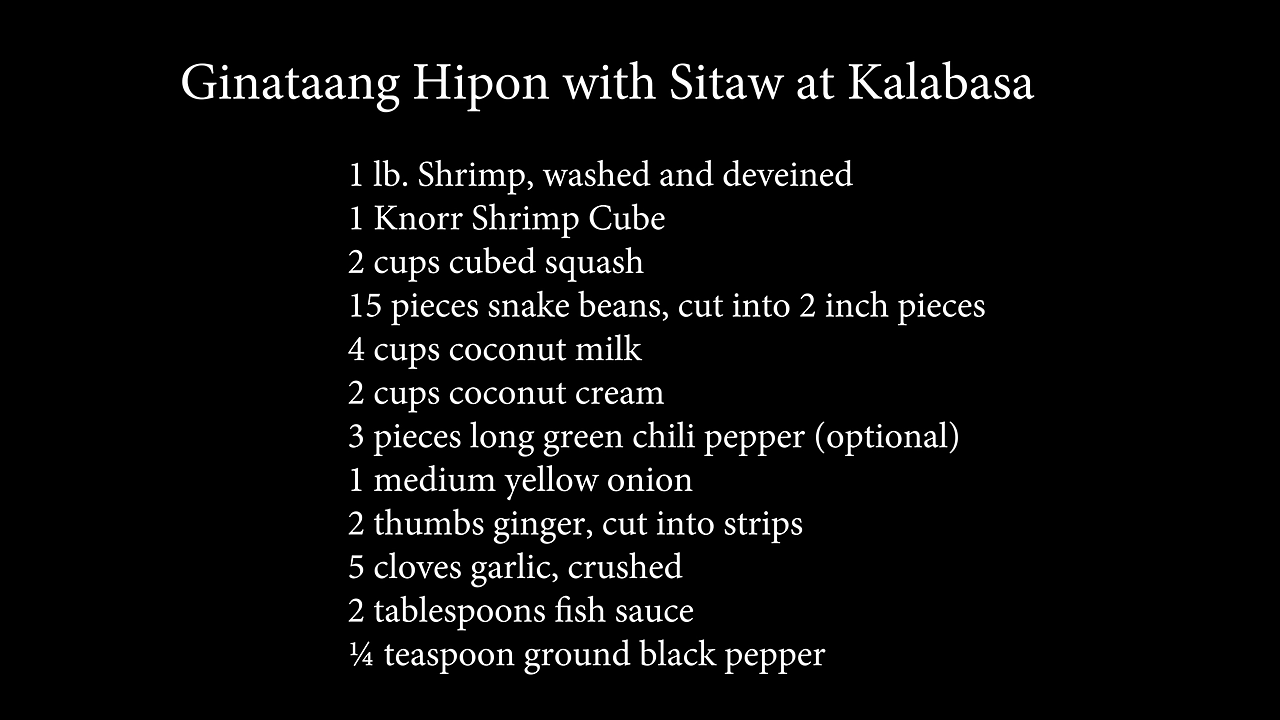 Ginataang Hipon with Sitaw at Kalabasa
1 lb. Shrimp, washed and deveined
1 Knorr Shrimp Cube
2 cups cubed squash
15 pieces snake beans, cut into 2 inch pieces
4 cups coconut milk
2 cups coconut cream
3 pieces long green chili pepper (optional)
1 medium yellow onion
2 thumbs ginger, cut into strips
5 cloves garlic, crushed
2 tablespoons fish sauce
¼ teaspoon ground black pepper